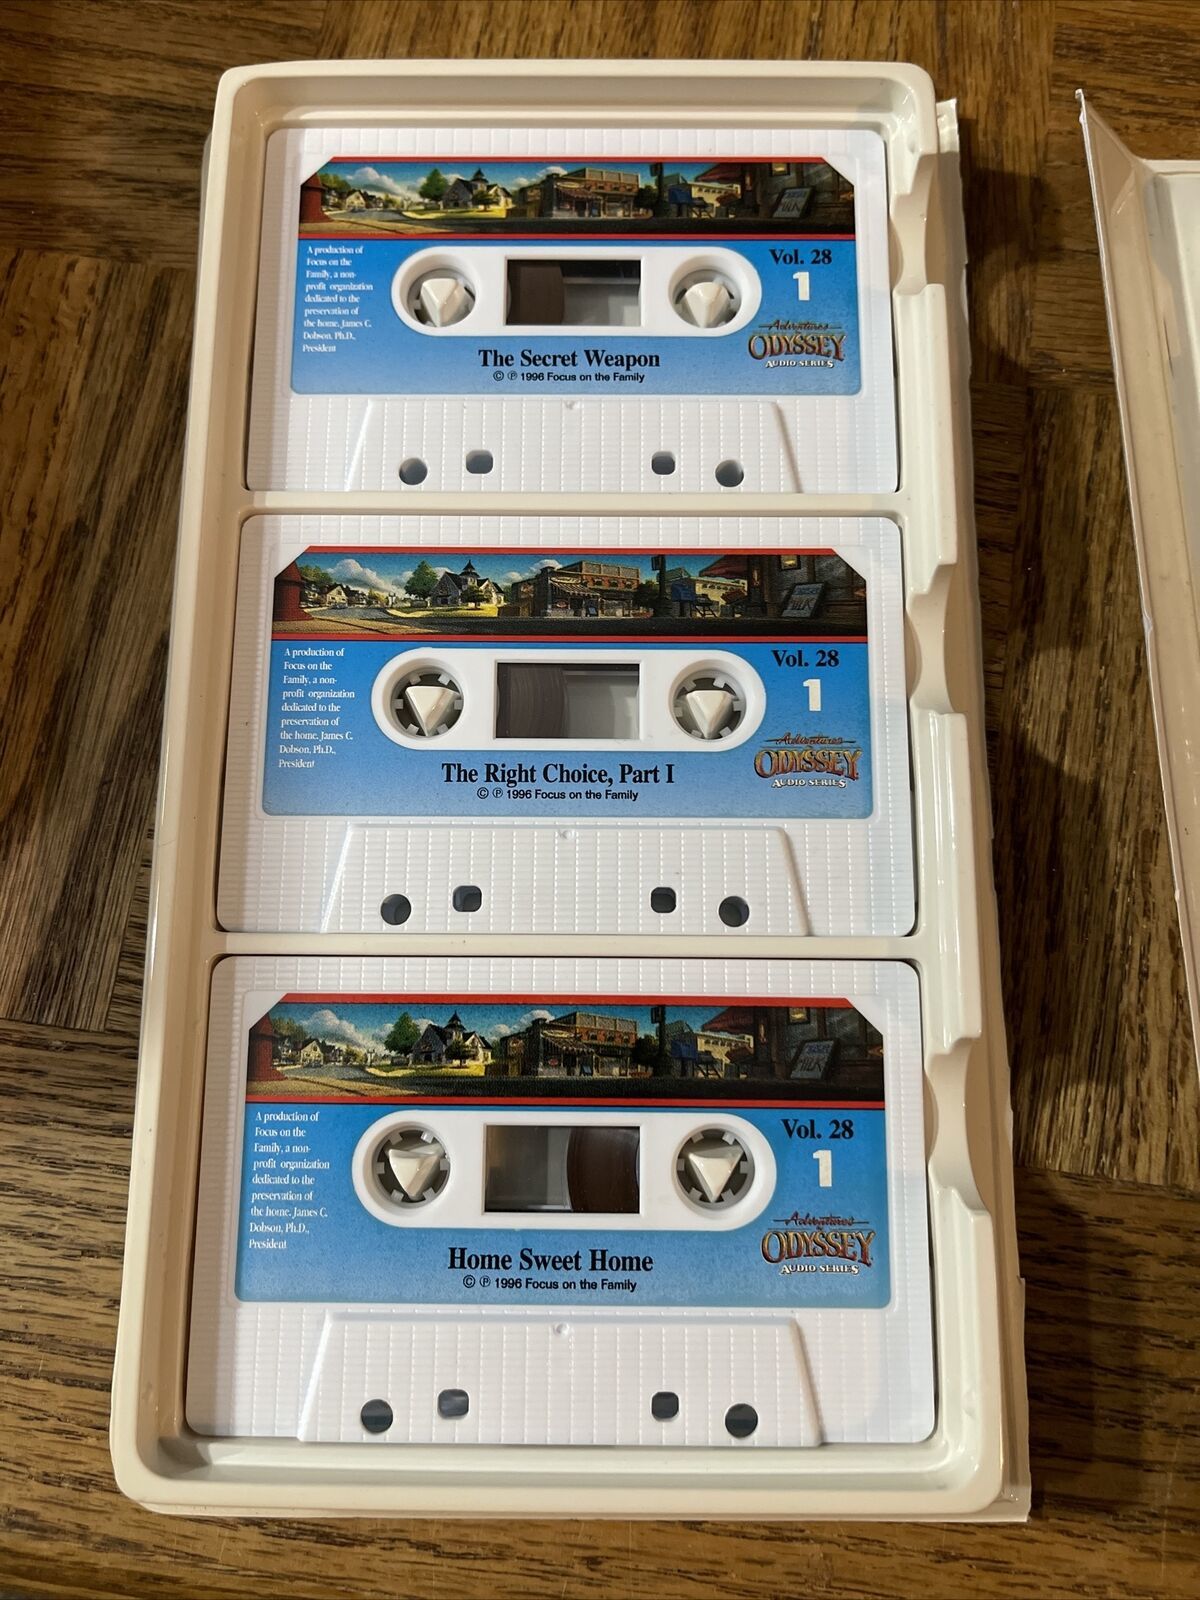 A production of
Focus on the
Family, a non-
profit organization
dedicated to the
preservation of
the home. James C.
Dobson, Ph.D.,
President
Vol. 28
1
Adventures
ODYSSEY
AUDIO SERIES
The Secret Weapon
© ℗ 1996 Focus on the Family
A production of
Focus on the
Family, a non-
profit organization
dedicated to the
preservation of
the home. James C.
Dobson, Ph.D.,
President
Vol. 28
1
Adventures
ODYSSEY
AUDIO SERIES
The Right Choice, Part I
© ℗ 1996 Focus on the Family
A production of
Focus on the
Family, a non-
profit organization
dedicated to the
preservation of
the home. James C.
Dobson, Ph.D.,
President
Vol. 28
1
Adventures
ODYSSEY
AUDIO SERIES
Home Sweet Home
© ℗ 1996 Focus on the Family